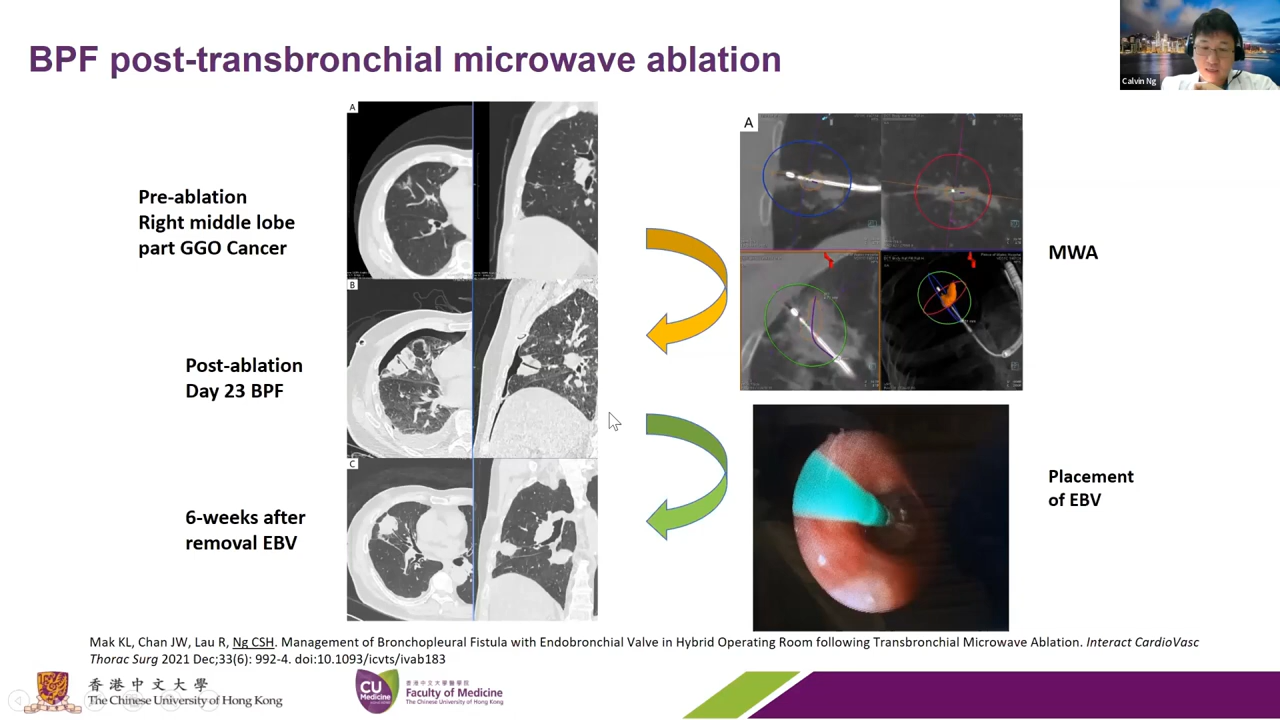 BPF post-transbronchial microwave ablation
Calvin Ng
A
Pre-ablation
Right middle lobe
part GGO Cancer
B
Post-ablation
Day 23 BPF
C
6-weeks after
removal EBV
A
MWA
Placement
of EBV
Mak KL, Chan JW, Lau R, Ng CSH. Management of Bronchopleural Fistula with Endobronchial Valve in Hybrid Operating Room following Transbronchial Microwave Ablation. Interact CardioVasc
Thorac Surg 2021 Dec;33(6): 992-4. doi:10.1093/icvts/ivab183
香港中文大學
The Chinese University of Hong Kong
CU
Medicine
香港中文大學醫學院
Faculty of Medicine
The Chinese University of Hong Kong